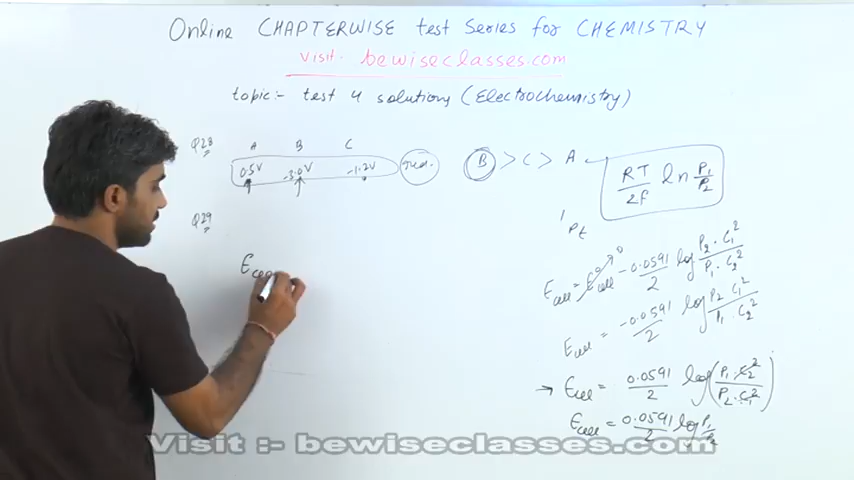 Online CHAPTERWISE test Series for CHEMISTRY
visit. bewiseclasses.com
topic:- test 4 solutions (Electrochemistry)
Q28 A B C
0.5V -3.0V -1.2V Red. B > C > A
RT/2F ln P1/P2
Q29
Pt
Ecell
Ecell = E°cell 0 - 0.0591/2 log P2 . C1²/P1 . C2²
Ecell = -0.0591/2 log P2 C1²/P1 . C2²
→ Ecell = 0.0591/2 log (P1 . C2²/P2 . C1²)
Ecell = 0.0591/2 log P1/P2
Visit :- bewiseclasses.com